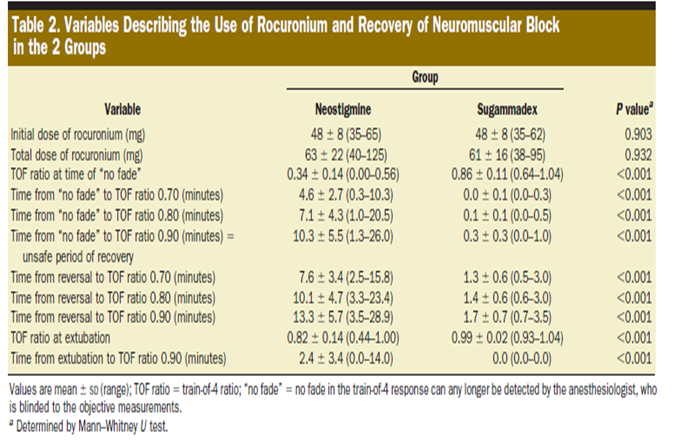 Table 2. Variables Describing the Use of Rocuronium and Recovery of Neuromuscular Block
in the 2 Groups
Group
Variable Neostigmine Sugammadex P valueª
Initial dose of rocuronium (mg) 48 ± 8 (35–65) 48 ± 8 (35–62) 0.903
Total dose of rocuronium (mg) 63 ± 22 (40–125) 61 ± 16 (38–95) 0.932
TOF ratio at time of "no fade" 0.34 ± 0.14 (0.00–0.56) 0.86 ± 0.11 (0.64–1.04) <0.001
Time from "no fade" to TOF ratio 0.70 (minutes) 4.6 ± 2.7 (0.3–10.3) 0.0 ± 0.1 (0.0–0.3) <0.001
Time from "no fade" to TOF ratio 0.80 (minutes) 7.1 ± 4.3 (1.0–20.5) 0.1 ± 0.1 (0.0–0.5) <0.001
Time from "no fade" to TOF ratio 0.90 (minutes) = 10.3 ± 5.5 (1.3–26.0) 0.3 ± 0.3 (0.0–1.0) <0.001
unsafe period of recovery
Time from reversal to TOF ratio 0.70 (minutes) 7.6 ± 3.4 (2.5–15.8) 1.3 ± 0.6 (0.5–3.0) <0.001
Time from reversal to TOF ratio 0.80 (minutes) 10.1 ± 4.7 (3.3–23.4) 1.4 ± 0.6 (0.6–3.0) <0.001
Time from reversal to TOF ratio 0.90 (minutes) 13.3 ± 5.7 (3.5–28.9) 1.7 ± 0.7 (0.7–3.5) <0.001
TOF ratio at extubation 0.82 ± 0.14 (0.44–1.00) 0.99 ± 0.02 (0.93–1.04) <0.001
Time from extubation to TOF ratio 0.90 (minutes) 2.4 ± 3.4 (0.0–14.0) 0.0 (0.0–0.0) <0.001
Values are mean ± SD (range); TOF ratio = train-of-4 ratio; "no fade" = no fade in the train-of-4 response can any longer be detected by the anesthesiologist, who
is blinded to the objective measurements.
ª Determined by Mann–Whitney U test.